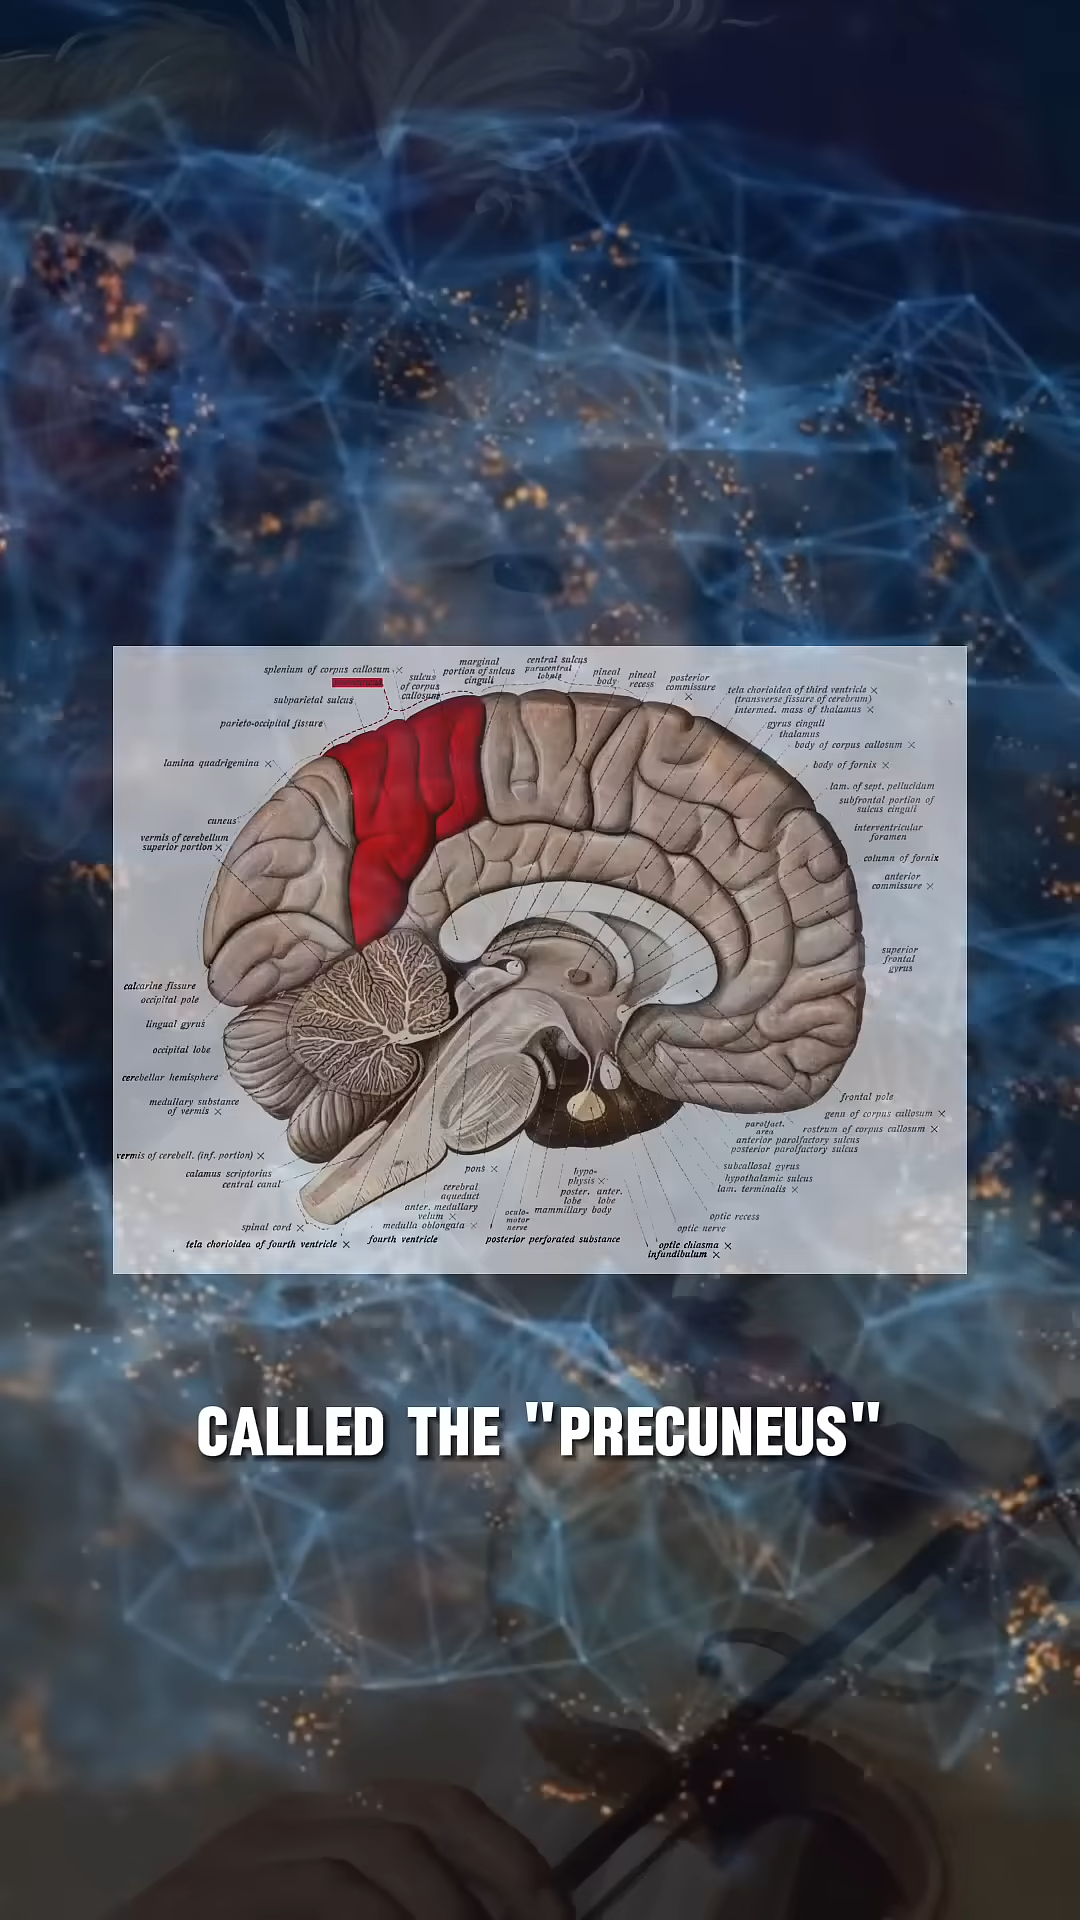 splenium of corpus callosum
sulcus
of corpus
callosum
marginal
portion of sulcus
cinguli
central sulcus
paracentral
lobule
pineal
body
pineal
recess
posterior
commissure
subparietal sulcus
parieto-occipital fissure
lamina quadrigemina
cuneus
vermis of cerebellum
superior portion
tela chorioidea of third ventricle
(transverse fissure of cerebrum)
intermed. mass of thalamus
gyrus cinguli
thalamus
body of corpus callosum
body of fornix
lam. of sept. pellucidum
subfrontal portion of
sulcus cinguli
interventricular
foramen
column of fornix
anterior
commissure
superior
frontal
gyrus
calcarine fissure
occipital pole
lingual gyrus
occipital lobe
cerebellar hemisphere
medullary substance
of vermis
vermis of cerebell. (inf. portion)
calamus scriptorius
central canal
spinal cord
tela chorioidea of fourth ventricle
fourth ventricle
pons
cerebral
aqueduct
anter. medullary
velum
medulla oblongata
oculo-
motor
nerve
posterior perforated substance
hypo-
physis
poster. anter.
lobe lobe
mammillary body
frontal pole
genu of corpus callosum
rostrum of corpus callosum
parolfact.
area
anterior parolfactory sulcus
posterior parolfactory sulcus
subcallosal gyrus
hypothalamic sulcus
lam. terminalis
optic recess
optic nerve
optic chiasma
infundibulum
CALLED THE "PRECUNEUS"